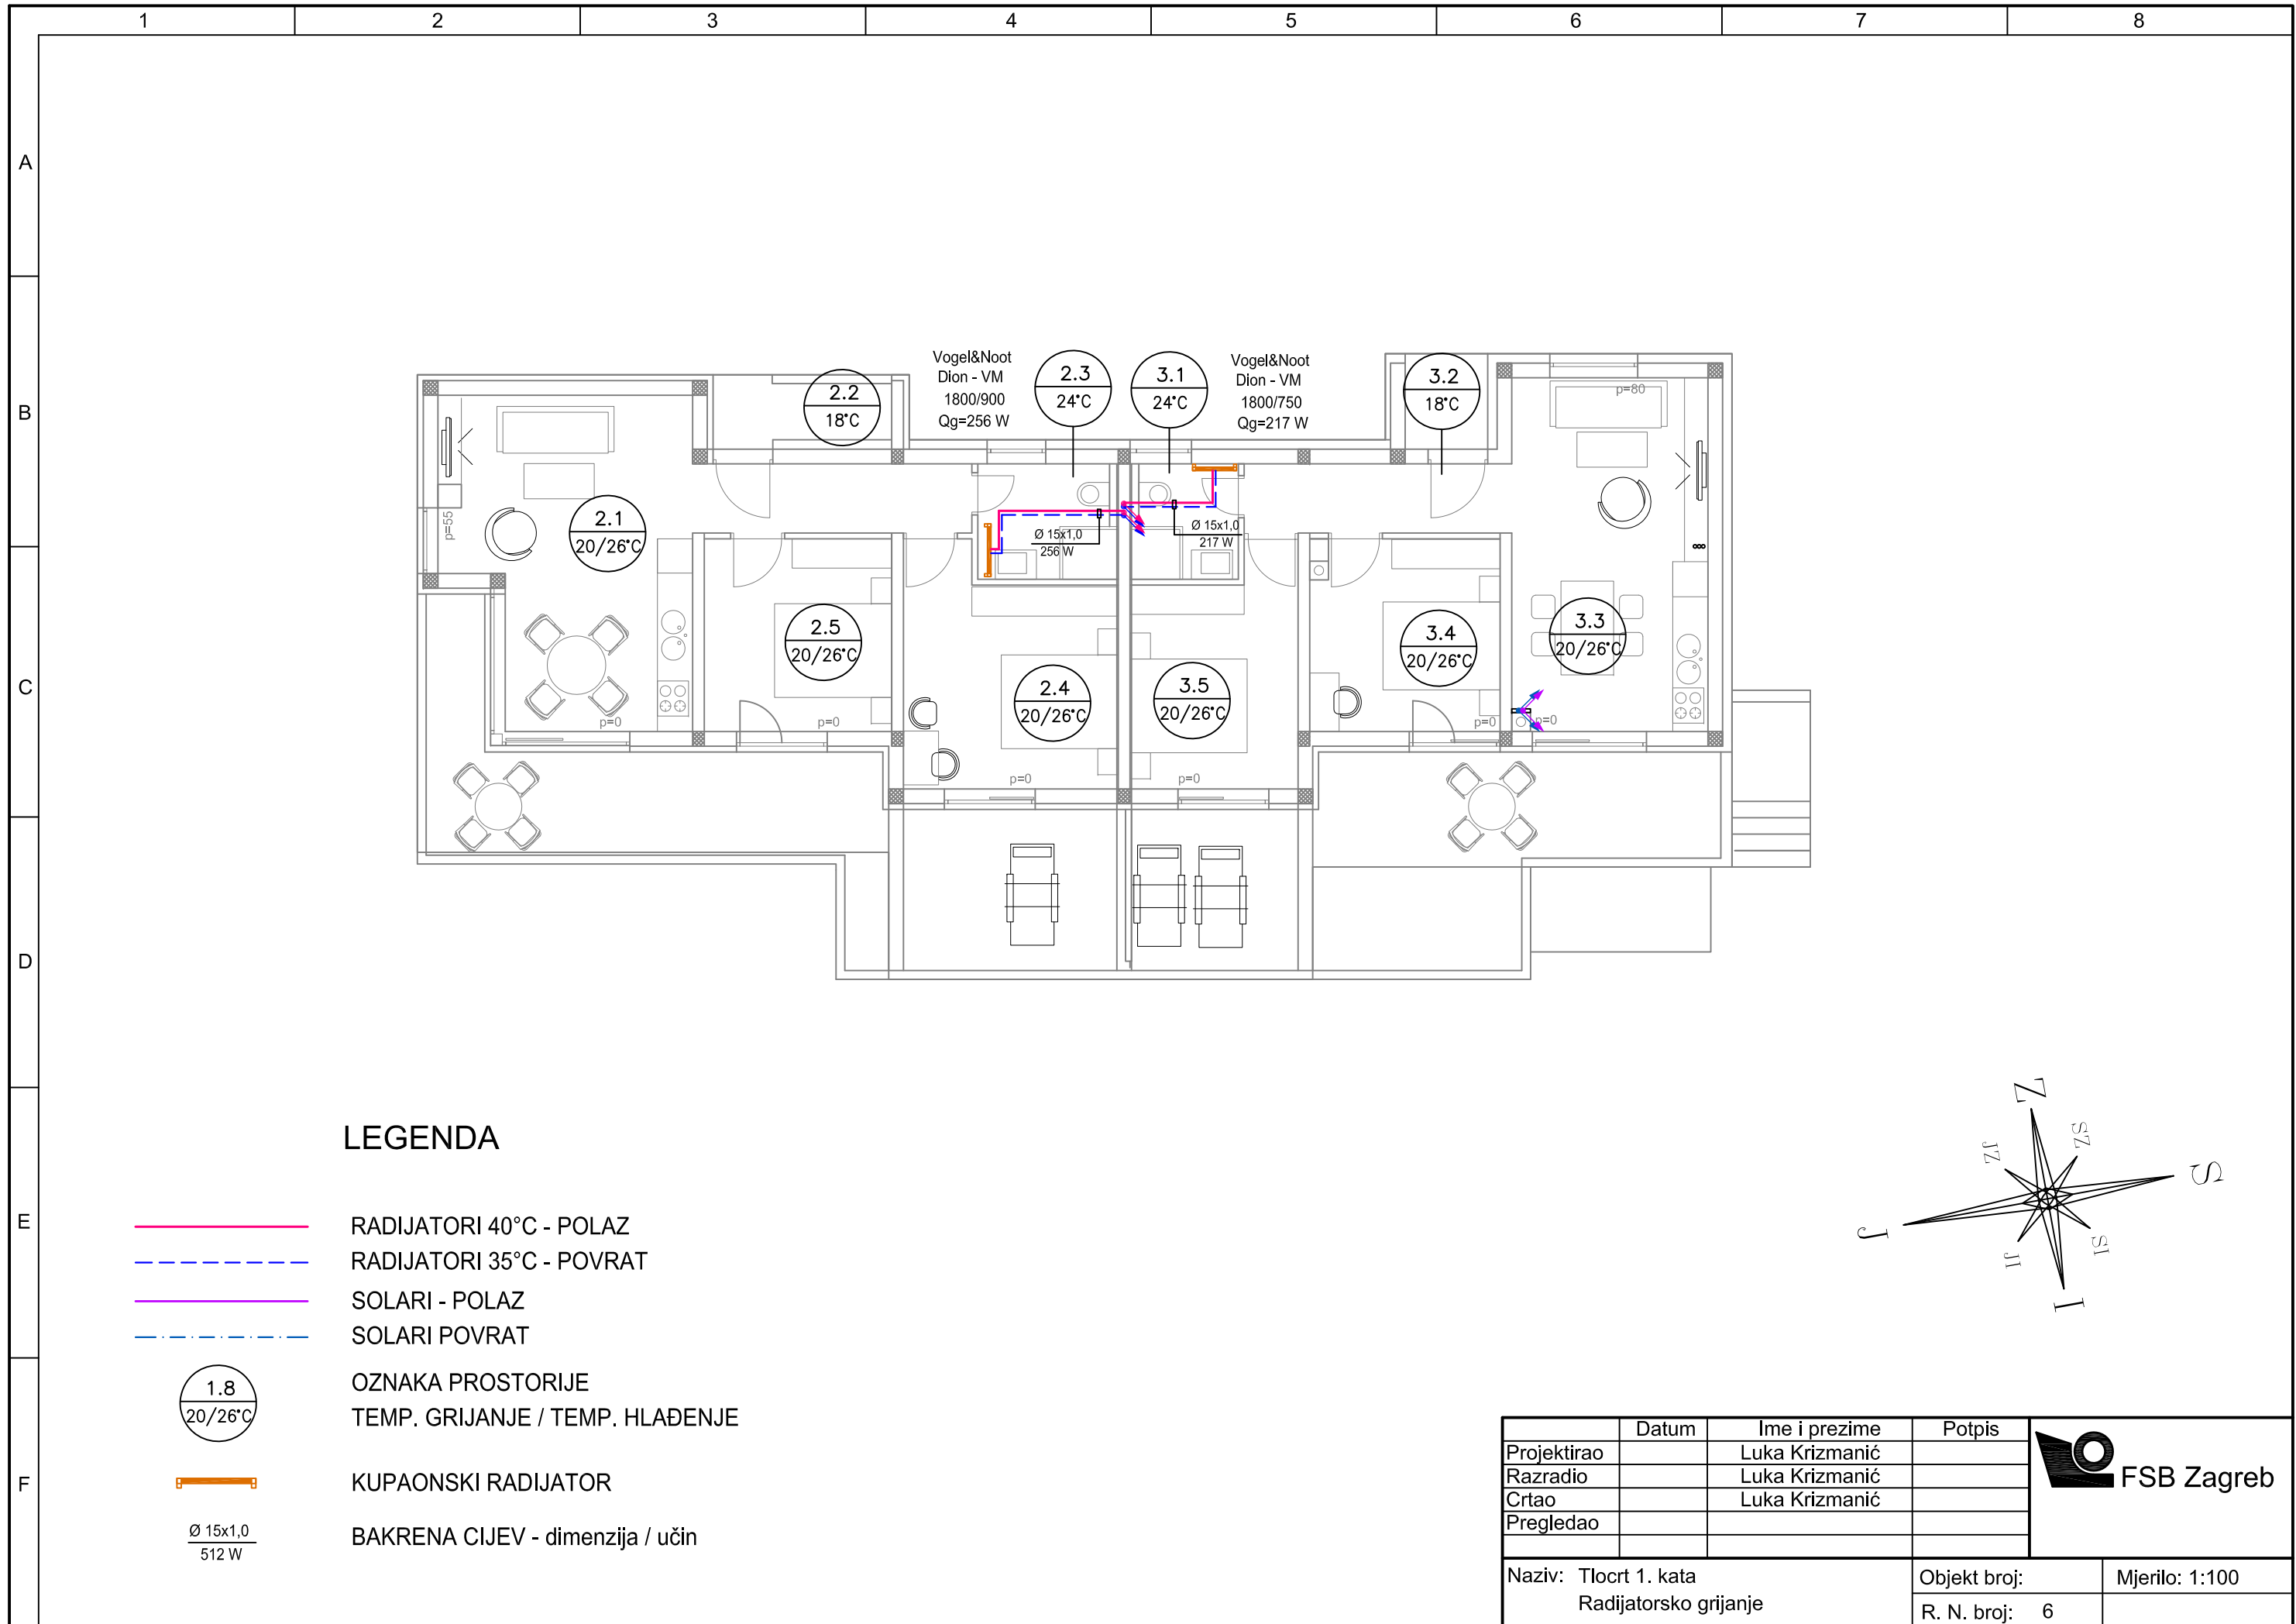 1 2 3 4 5 6 7 8
A
B
C
D
E
F
Vogel&Noot
Dion - VM
1800/900
Qg=256 W
2.3
24°C
3.1
24°C
Vogel&Noot
Dion - VM
1800/750
Qg=217 W
2.2
18°C
3.2
18°C
p=80
p=55
2.1
20/26°C
Ø 15x1,0
256 W
Ø 15x1,0
217 W
2.5
20/26°C
2.4
20/26°C
3.5
20/26°C
3.4
20/26°C
3.3
20/26°C
p=0
p=0
p=0
p=0
p=0
p=0
Z
SZ
S
SI
I
JI
J
JZ
LEGENDA
RADIJATORI 40°C - POLAZ
RADIJATORI 35°C - POVRAT
SOLARI - POLAZ
SOLARI POVRAT
1.8
20/26°C
OZNAKA PROSTORIJE
TEMP. GRIJANJE / TEMP. HLAĐENJE
KUPAONSKI RADIJATOR
Ø 15x1,0
512 W
BAKRENA CIJEV - dimenzija / učin
Datum Ime i prezime Potpis
Projektirao Luka Krizmanić
Razradio Luka Krizmanić
Crtao Luka Krizmanić
Pregledao
FSB Zagreb
Naziv: Tlocrt 1. kata
Radijatorsko grijanje
Objekt broj:
R. N. broj: 6
Mjerilo: 1:100